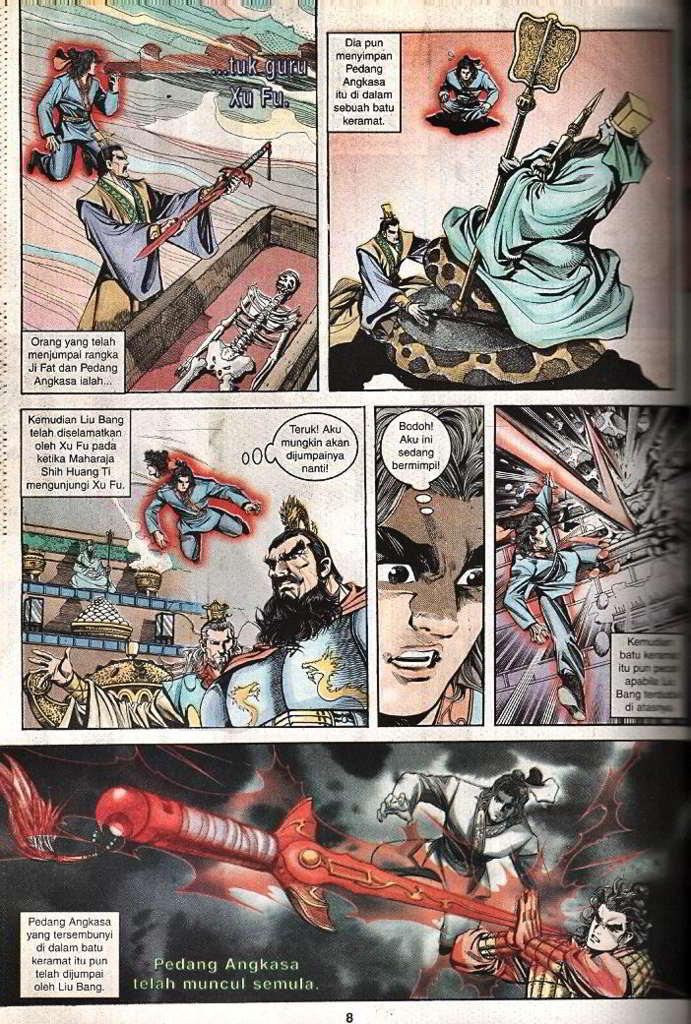 ...tuk guru
Xu Fu.
Orang yang telah
menjumpai rangka
Ji Fat dan Pedang
Angkasa ialah...
Dia pun
menyimpan
Pedang
Angkasa
itu di dalam
sebuah batu
keramat.
Kemudian Liu Bang
telah diselamatkan
oleh Xu Fu pada
ketika Maharaja
Shih Huang Ti
mengunjungi Xu Fu.
Teruk! Aku
mungkin akan
dijumpainya
nanti!
Bodoh!
Aku ini
sedang
bermimpi!
Kemudian
batu keramat
itu pun
apabila
Bang
di atasnya
Pedang Angkasa
yang tersembunyi
di dalam batu
keramat itu pun
telah dijumpai
oleh Liu Bang.
Pedang Angkasa
telah muncul semula.
8